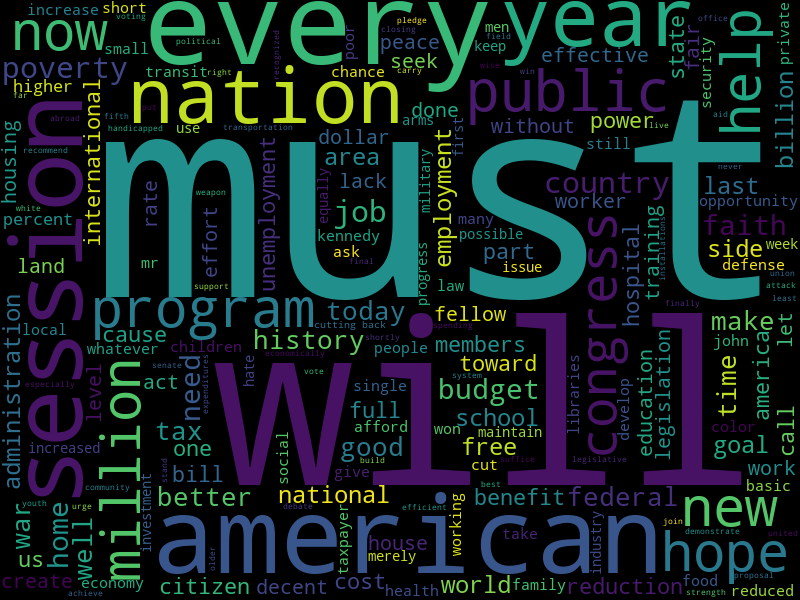 increase short voting political men pledge closing poor peace keep office private
now every year state fair
poverty small transit right chance recognized seek effective field wise carry win security help billion
higher far out nation done arms public power live aid
housing abroad fifth handicapped use transportation dollar first without still never
session international recommend unemployment area military employment country last
percent white weapon rate effort lack equally must worker opportunity
job kennedy many possible part training faith
land mr ask issue side week
final support progress law hospital defense
program today fellow congress installations union attack least
local cause cutting back shortly spending history members finally make let
whatever children people toward john
administration level act need senate expenditures hate economically vote single system libraries develop education legislation america time color call
especially tax full budget school goal
increased one afford won maintain free
million bill social good cut will work basic
community stand give build suffice legislative
war youth urge investment better national debate efficient best benefit federal new
us well home older taxpayer american working house merely take industry join demonstrate united
create economy citizen decent cost health world family reduction hope food proposal
achieve strength reduced